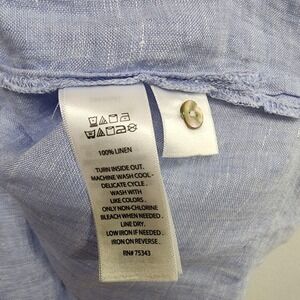 100% LINEN
TURN INSIDE OUT.
MACHINE WASH COOL -
DELICATE CYCLE.
WASH WITH
LIKE COLORS.
ONLY NON-CHLORINE
BLEACH WHEN NEEDED.
LINE DRY.
LOW IRON IF NEEDED.
IRON ON REVERSE.
RN# 75343